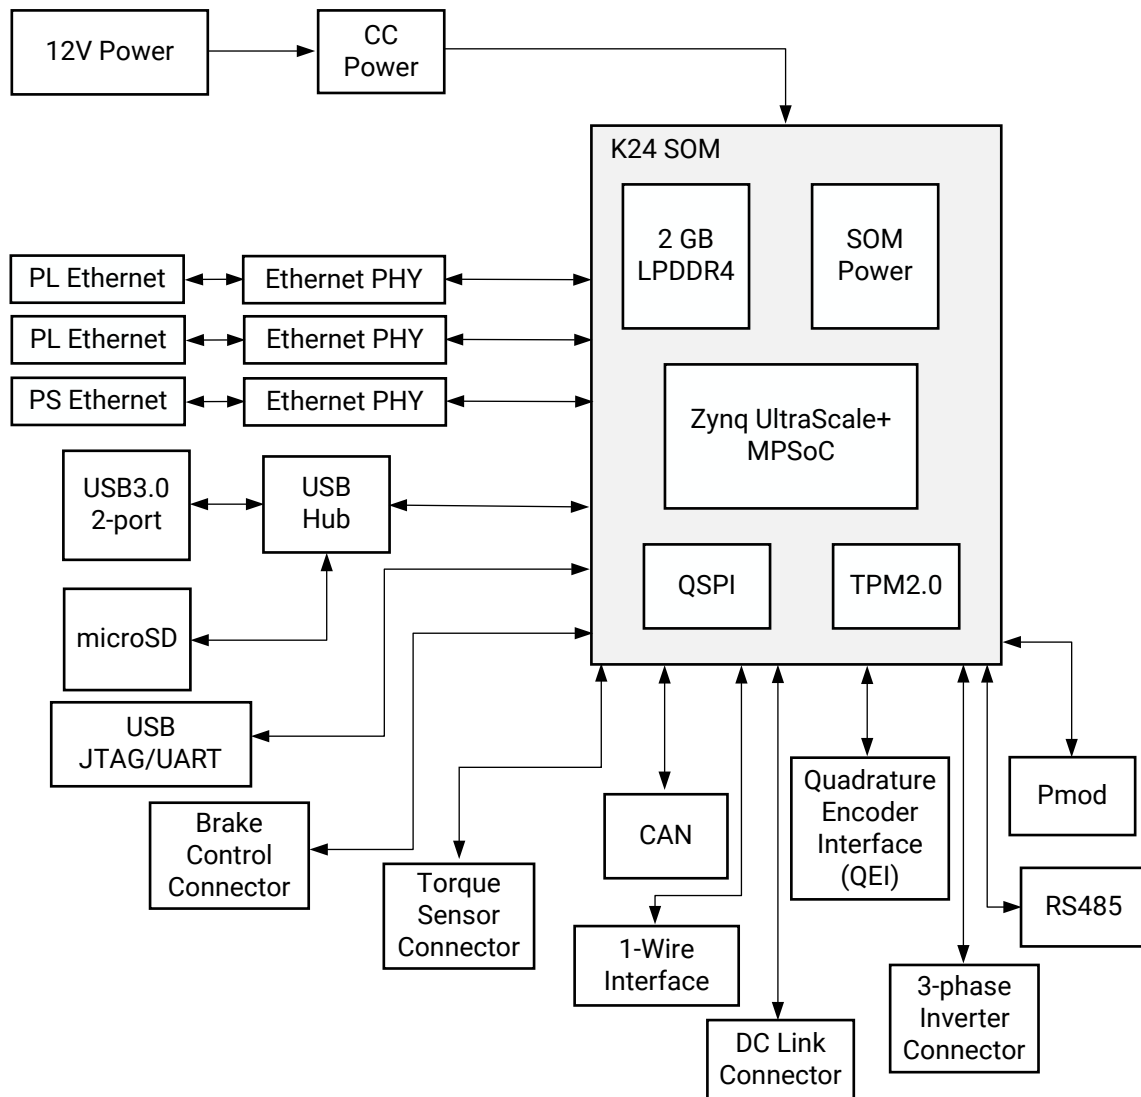 12V Power
CC
Power
K24 SOM
2 GB
LPDDR4
SOM
Power
PL Ethernet
Ethernet PHY
PL Ethernet
Ethernet PHY
PS Ethernet
Ethernet PHY
Zynq UltraScale+
MPSoC
USB3.0
2-port
USB
Hub
QSPI
TPM2.0
microSD
USB
JTAG/UART
Brake
Control
Connector
Torque
Sensor
Connector
CAN
1-Wire
Interface
DC Link
Connector
Quadrature
Encoder
Interface
(QEI)
3-phase
Inverter
Connector
Pmod
RS485